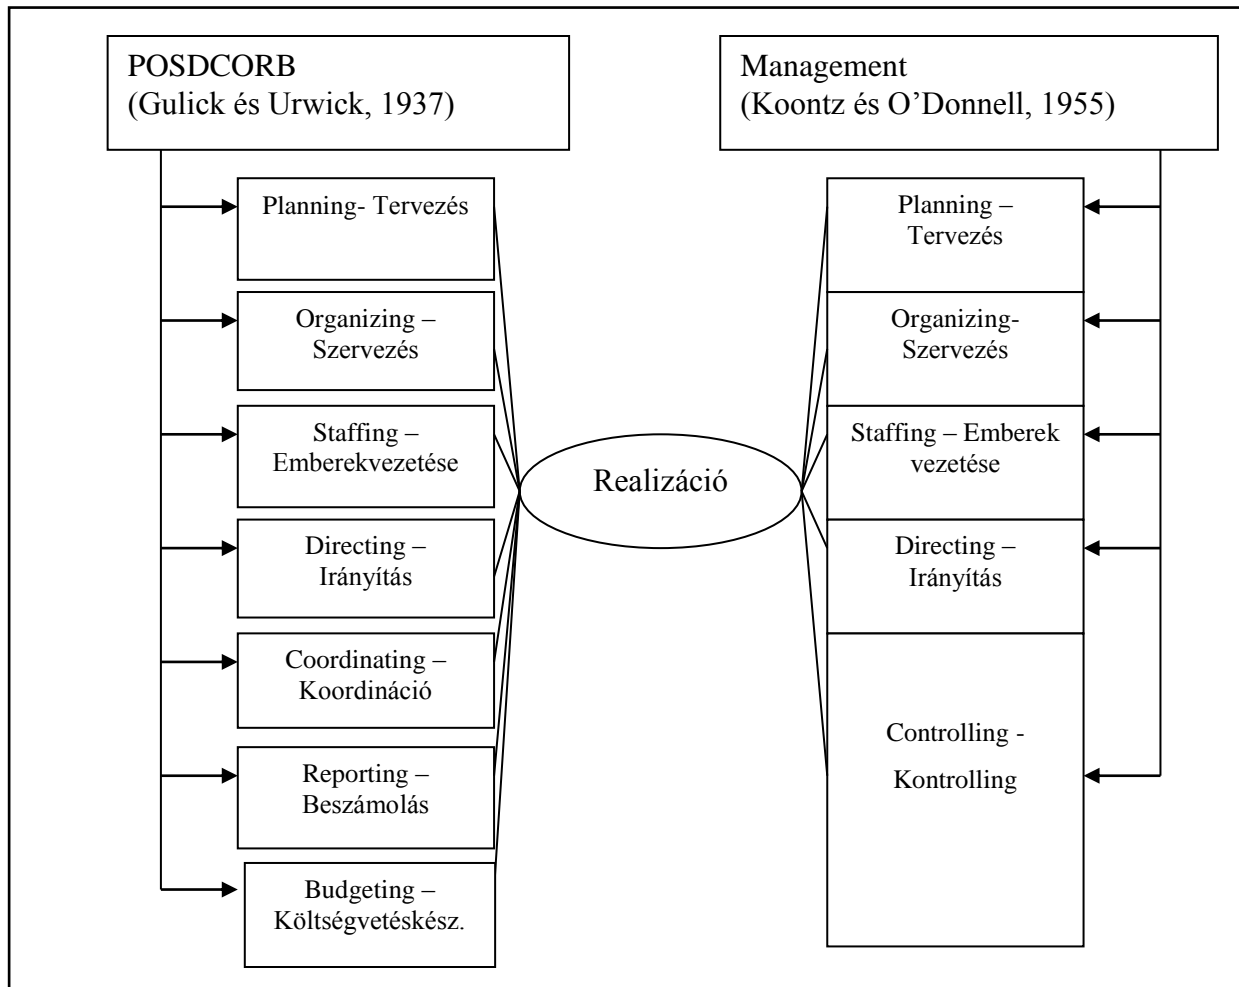 POSDCORB
(Gulick és Urwick, 1937)
Planning- Tervezés
Organizing –
Szervezés
Staffing –
Emberekvezetése
Directing –
Irányítás
Coordinating –
Koordináció
Reporting –
Beszámolás
Budgeting –
Költségvetéskész.
Realizáció
Management
(Koontz és O’Donnell, 1955)
Planning –
Tervezés
Organizing-
Szervezés
Staffing – Emberek
vezetése
Directing –
Irányítás
Controlling -
Kontrolling